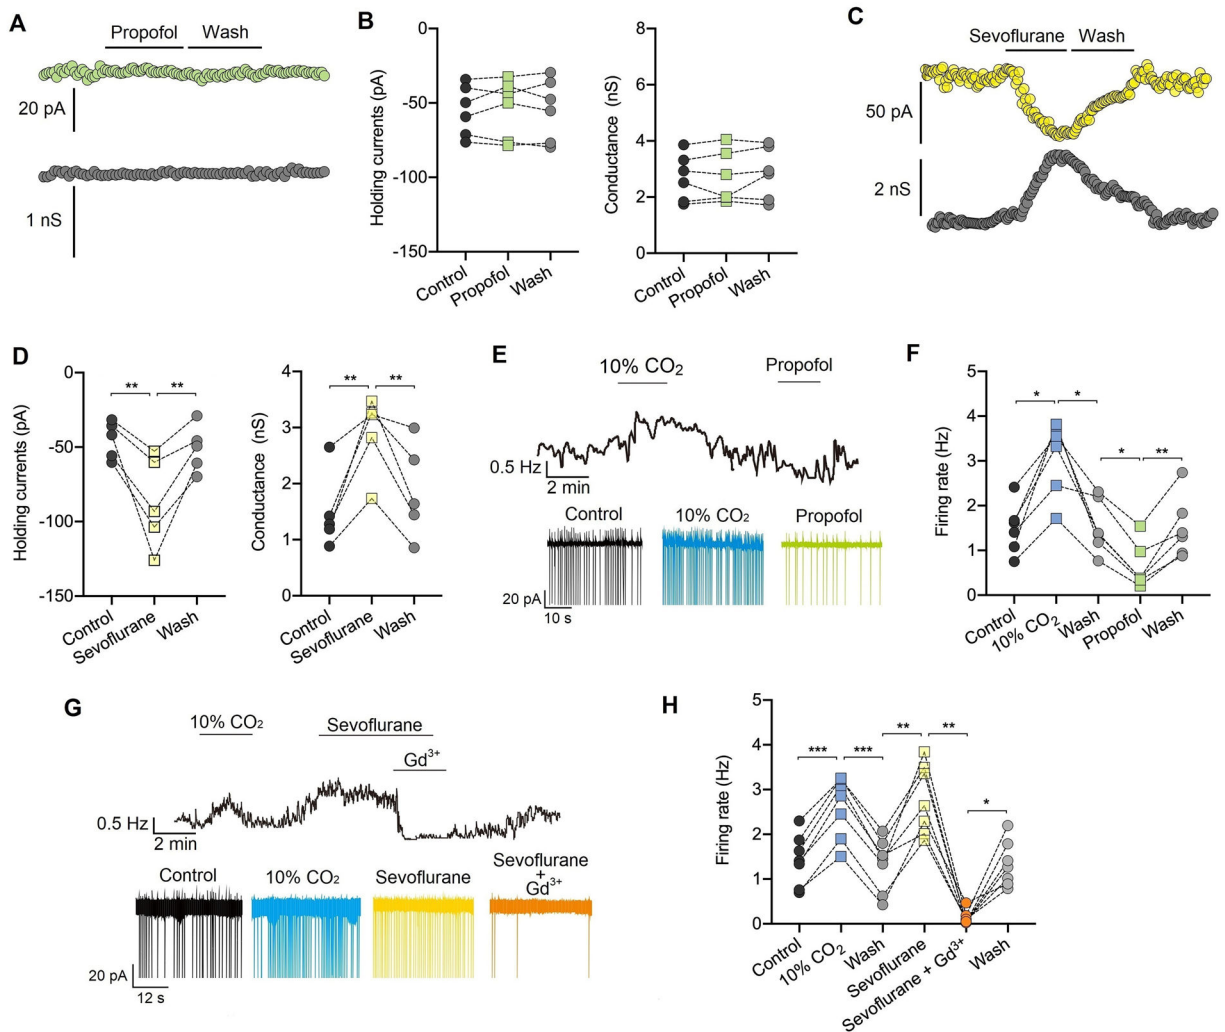 A
Propofol Wash
20 pA
1 nS
B
Holding currents (pA)
0
-50
-100
-150
Control
Propofol
Wash
Conductance (nS)
8
6
4
2
0
Control
Propofol
Wash
C
Sevoflurane Wash
50 pA
2 nS
D
Holding currents (pA)
0
-50
-100
-150
** **
Control
Sevoflurane
Wash
Conductance (nS)
4
3
2
1
0
** **
Control
Sevoflurane
Wash
E
10% CO2 Propofol
0.5 Hz
2 min
Control 10% CO2 Propofol
20 pA
10 s
F
Firing rate (Hz)
5
4
3
2
1
0
* *
* **
Control
10% CO2
Wash
Propofol
Wash
G
10% CO2 Sevoflurane
Gd3+
0.5 Hz
2 min
Control 10% CO2 Sevoflurane Sevoflurane
+
Gd3+
20 pA
12 s
H
Firing rate (Hz)
5
4
3
2
1
0
*** *** ** **
*
Control
10% CO2
Wash
Sevoflurane
Sevoflurane + Gd3+
Wash